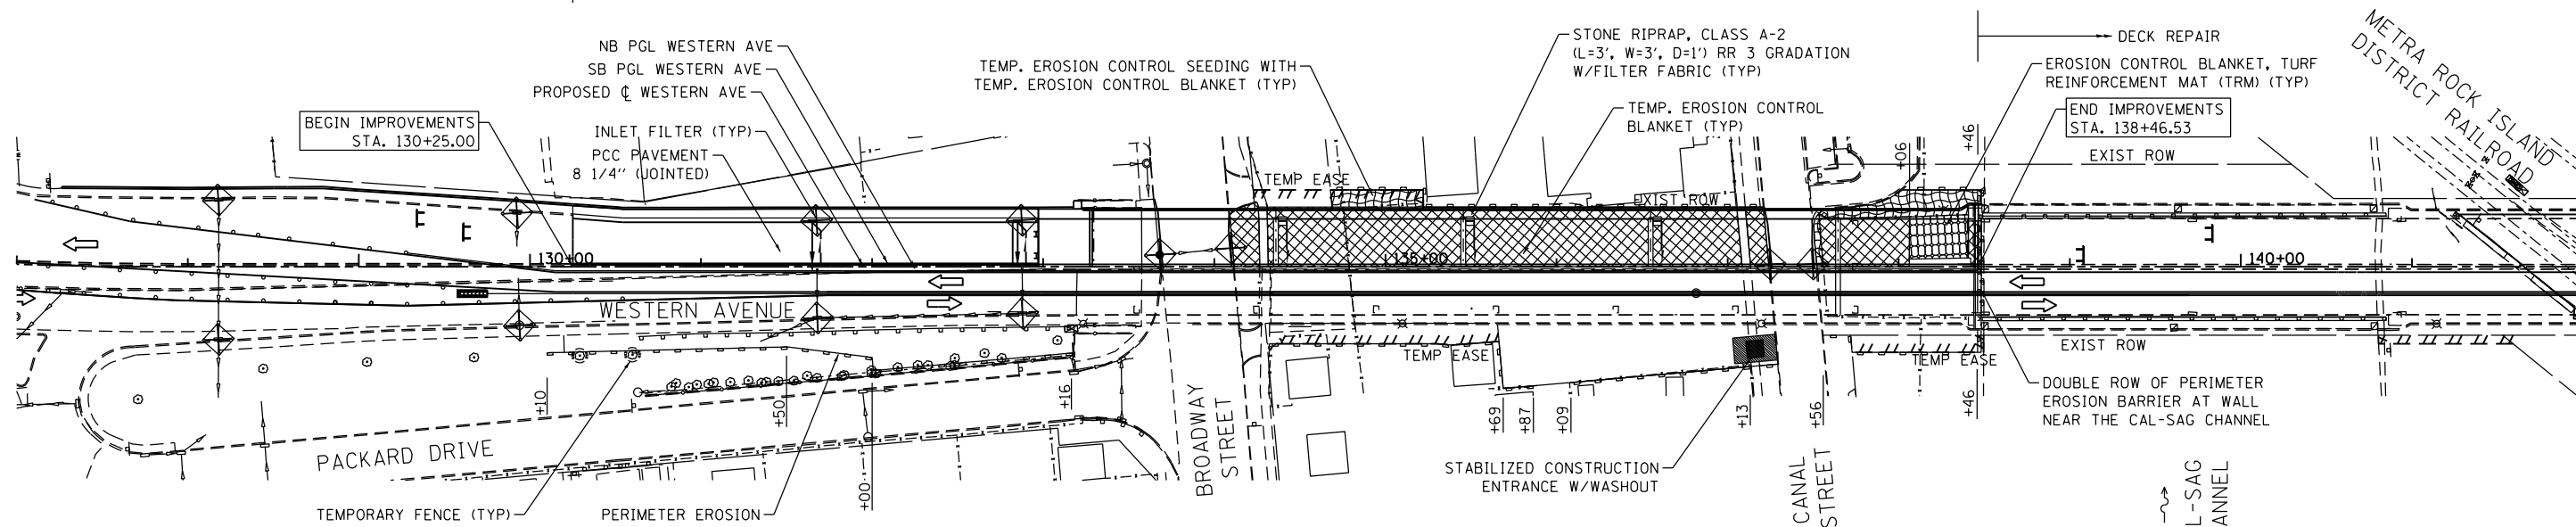 NB PGL WESTERN AVE
SB PGL WESTERN AVE
PROPOSED ℄ WESTERN AVE
BEGIN IMPROVEMENTS
STA. 130+25.00
INLET FILTER (TYP)
PCC PAVEMENT
8 1/4" (JOINTED)
TEMP. EROSION CONTROL SEEDING WITH
TEMP. EROSION CONTROL BLANKET (TYP)
STONE RIPRAP, CLASS A-2
(L=3', W=3', D=1') RR 3 GRADATION
W/FILTER FABRIC (TYP)
TEMP. EROSION CONTROL
BLANKET (TYP)
DECK REPAIR
EROSION CONTROL BLANKET, TURF
REINFORCEMENT MAT (TRM) (TYP)
END IMPROVEMENTS
STA. 138+46.53
METRA ROCK ISLAND
DISTRICT RAILROAD
+06
+46
EXIST ROW
TEMP EASE
EXIST ROW
130+00
135+00
140+00
WESTERN AVENUE
TEMP EASE
TEMP EASE
EXIST ROW
+10
+50
+00
+16
+69
+87
+09
+13
+56
+46
DOUBLE ROW OF PERIMETER
EROSION BARRIER AT WALL
NEAR THE CAL-SAG CHANNEL
PACKARD DRIVE
BROADWAY
STREET
STABILIZED CONSTRUCTION
ENTRANCE W/WASHOUT
CANAL
STREET
L-SAG
ANNEL
TEMPORARY FENCE (TYP)
PERIMETER EROSION